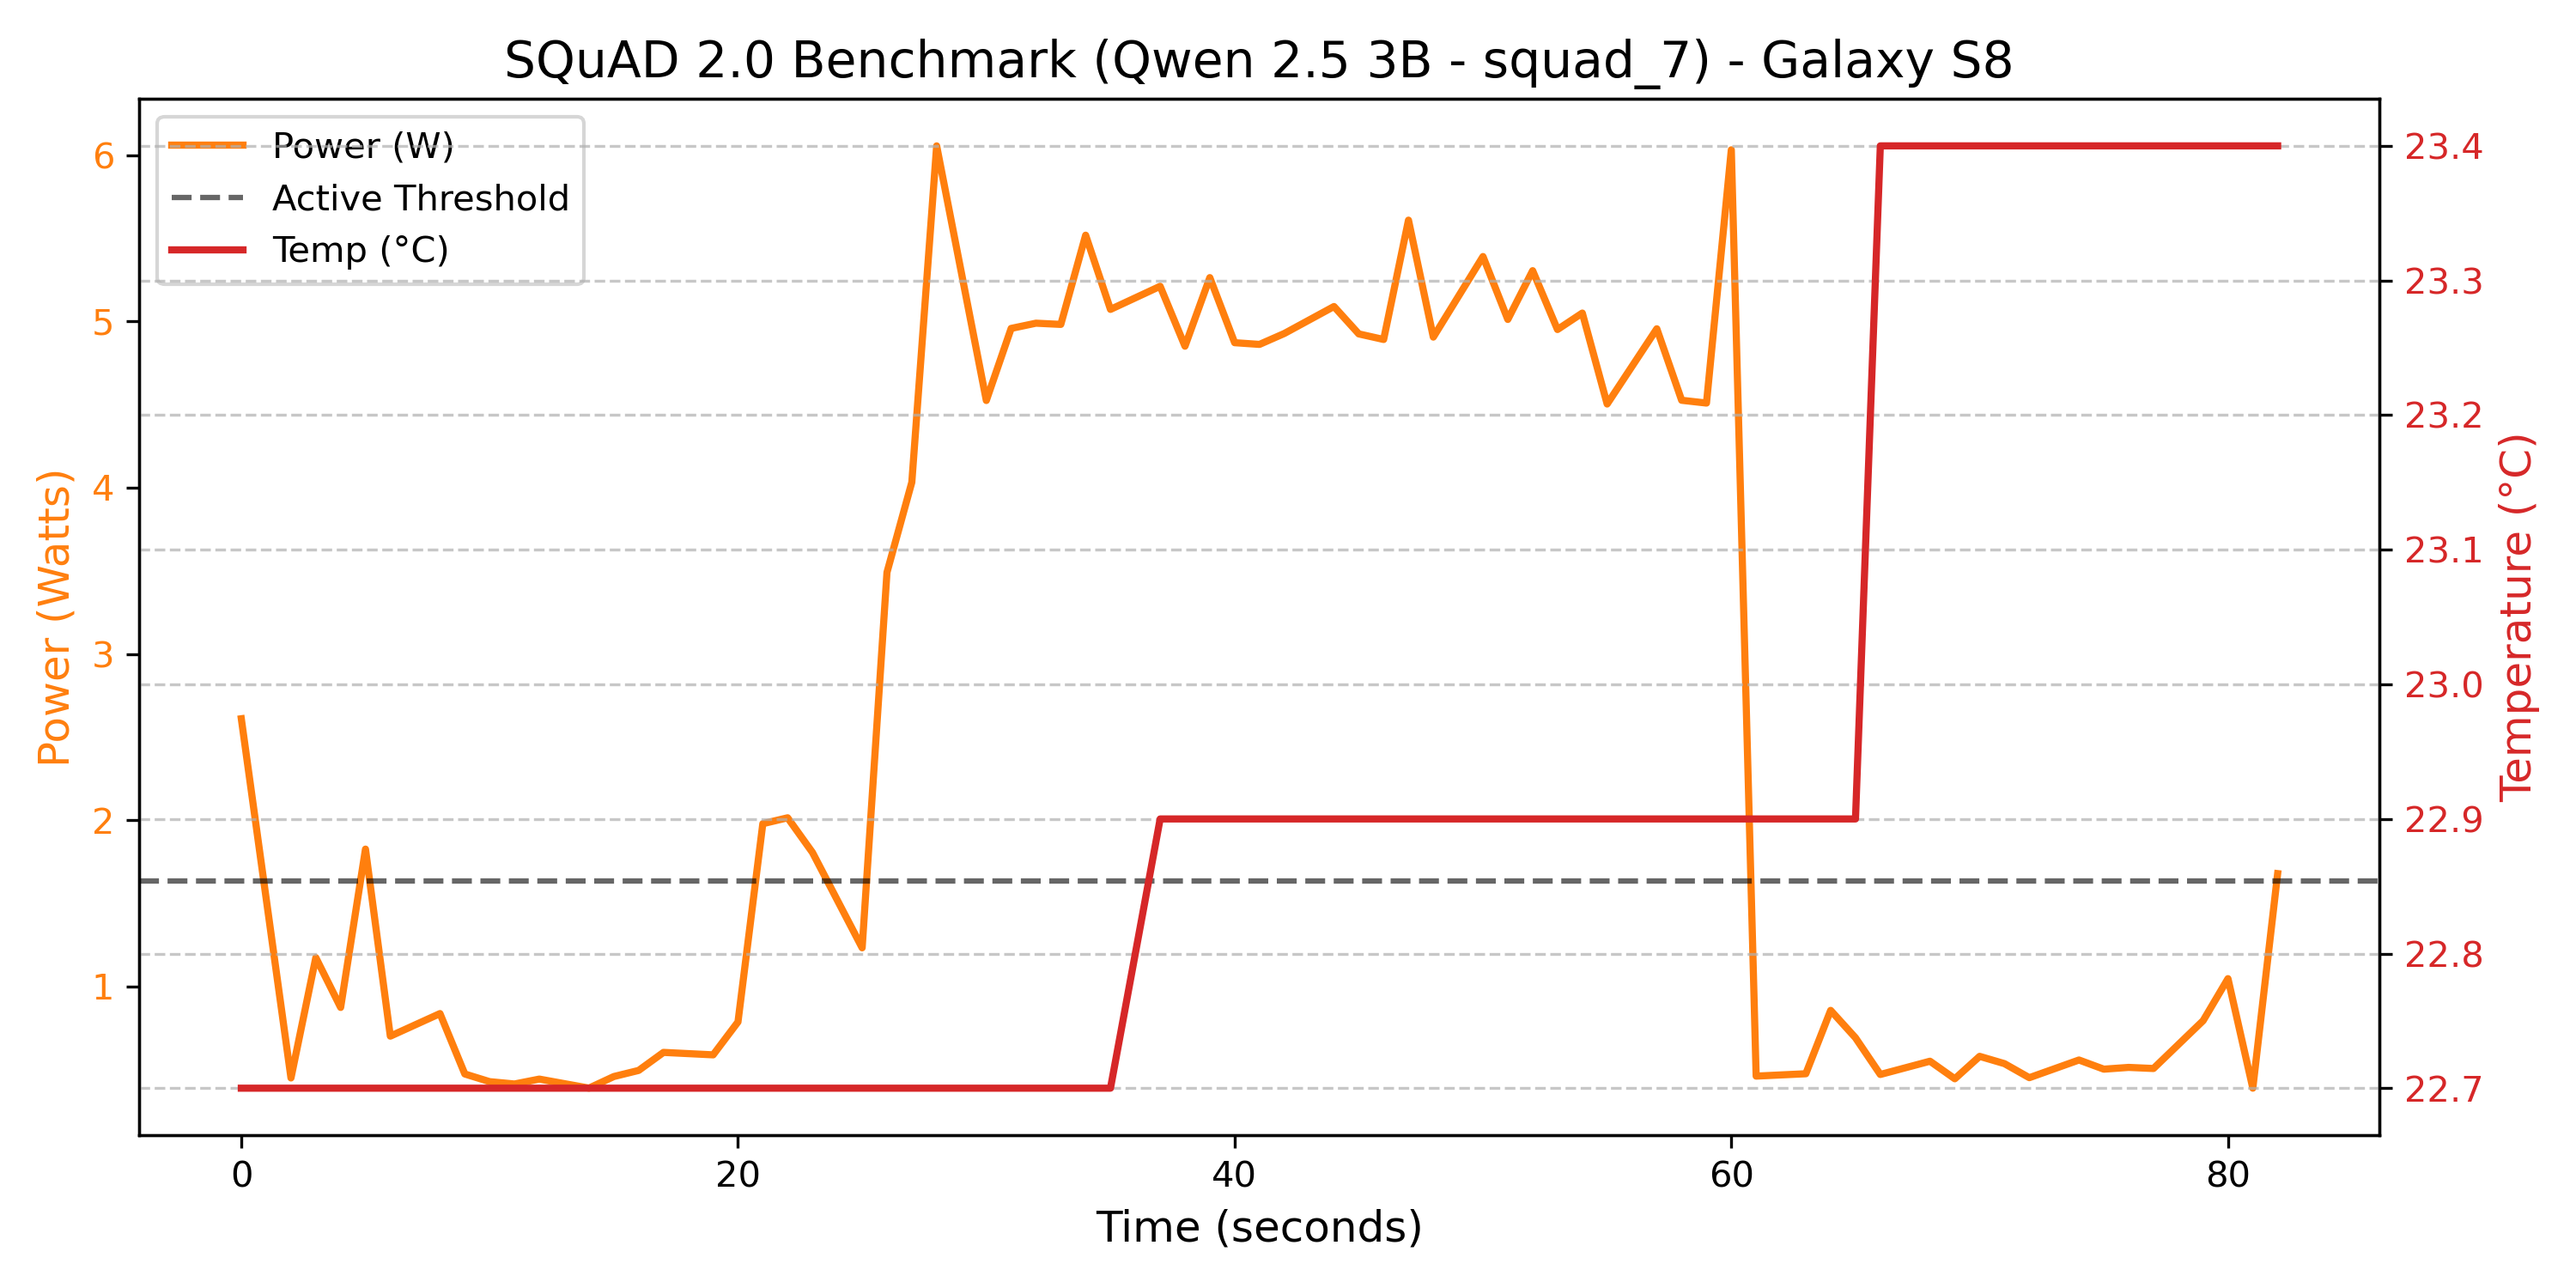 SQuAD 2.0 Benchmark (Qwen 2.5 3B - squad_7) - Galaxy S8
Power (W)
Active Threshold
Temp (°C)
Power (Watts)
6
5
4
3
2
1
23.4
23.3
23.2
23.1
23.0
22.9
22.8
22.7
Temperature (°C)
0 20 40 60 80
Time (seconds)